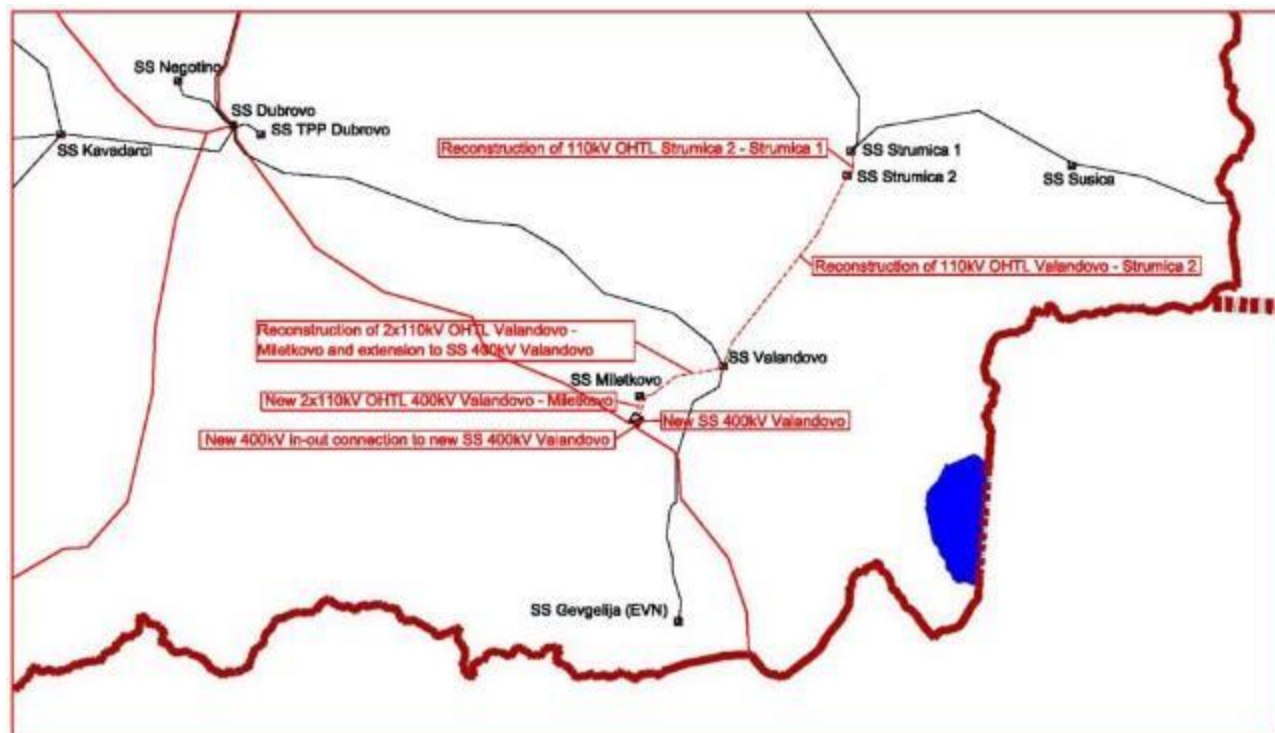 SS Negotino
SS Dubrovo
SS TPP Dubrovo
SS Kavadarci
Reconstruction of 110kV OHTL Strumica 2 - Strumica 1
SS Strumica 1
SS Strumica 2
SS Susica
Reconstruction of 110kV OHTL Valandovo - Strumica 2
Reconstruction of 2x110kV OHTL Valandovo -
Miletkovo and extension to SS 400kV Valandovo
SS Valandovo
SS Miletkovo
New 2x110kV OHTL 400kV Valandovo - Miletkovo
New SS 400kV Valandovo
New 400kV in-out connection to new SS 400kV Valandovo
SS Gevgelija (EVN)